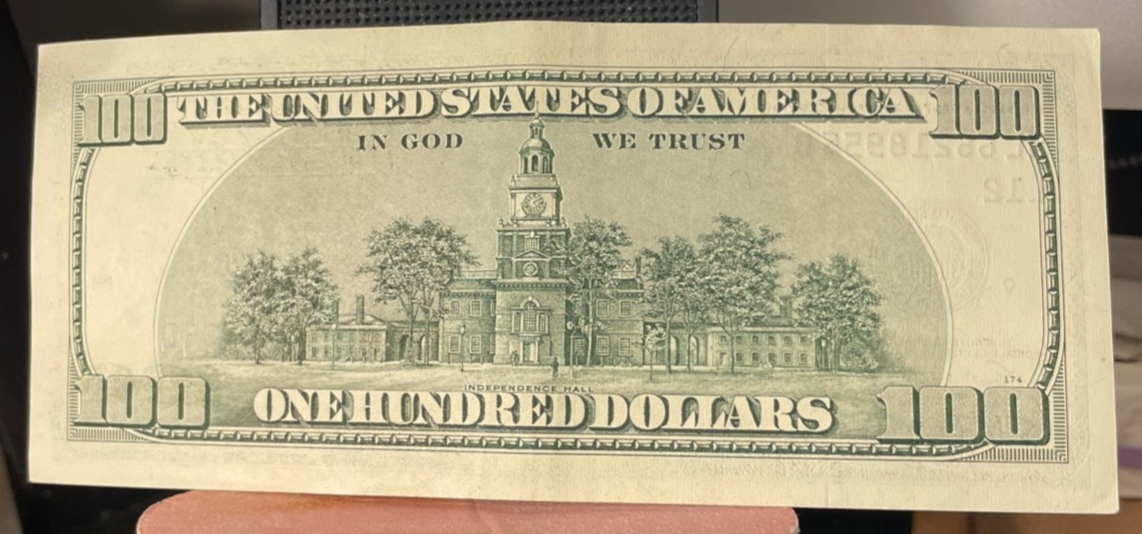 100 THE UNITED STATES OF AMERICA 100
IN GOD WE TRUST
INDEPENDENCE HALL
174
100 ONE HUNDRED DOLLARS 100